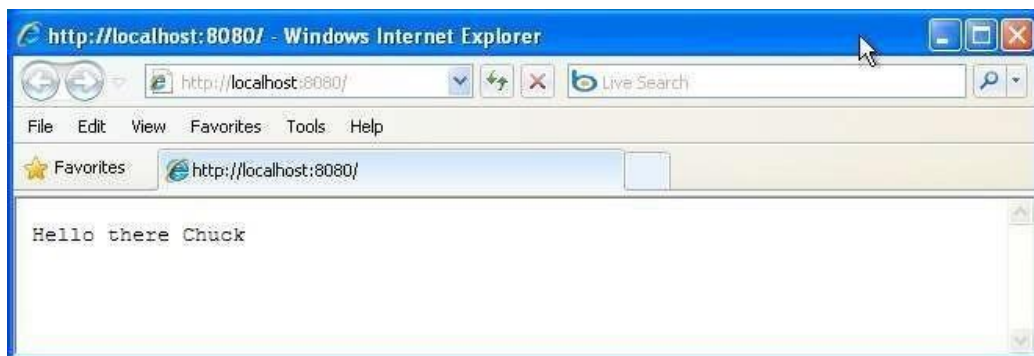 http://localhost:8080/ - Windows Internet Explorer
http://localhost:8080/
Live Search
File Edit View Favorites Tools Help
Favorites
http://localhost:8080/
Hello there Chuck